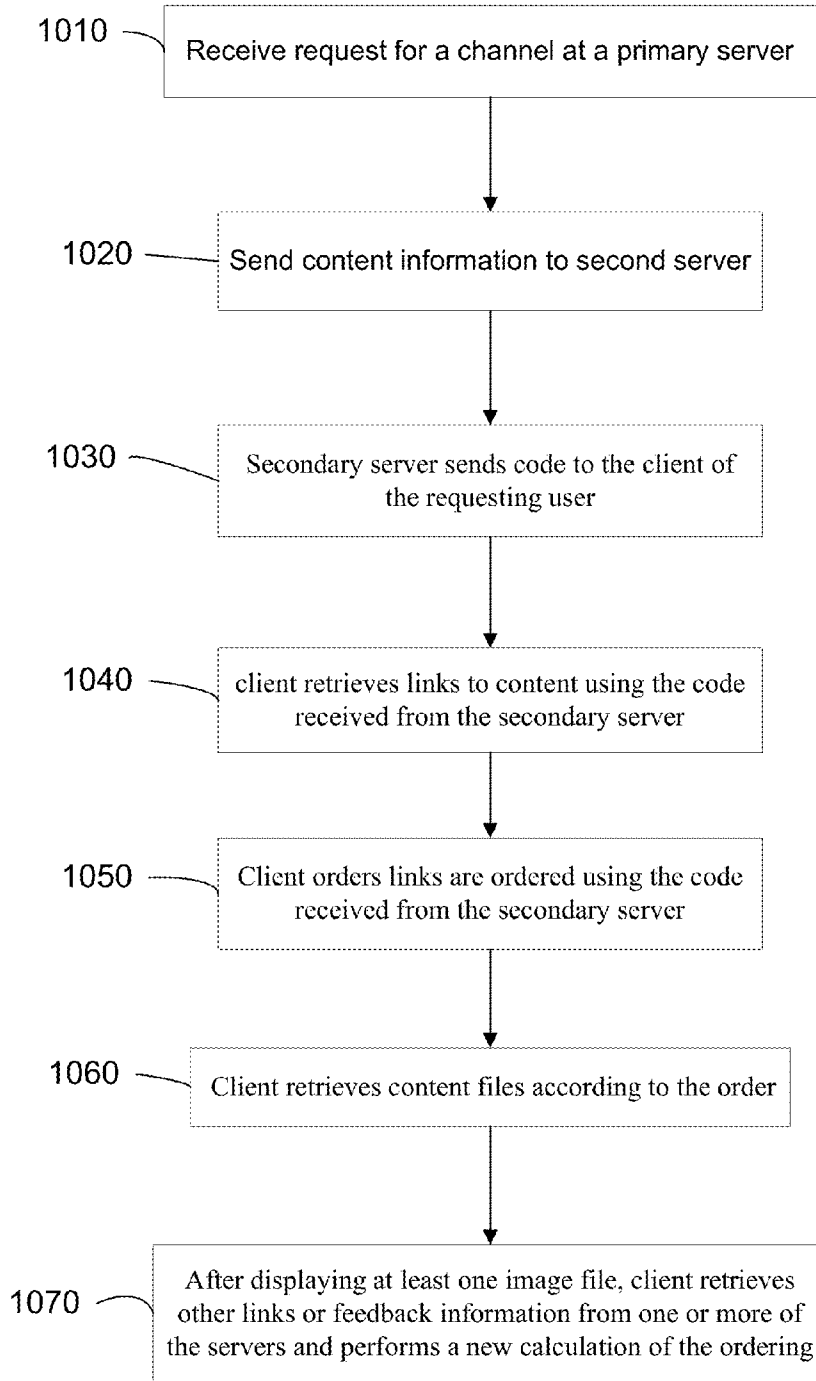 1010
Receive request for a channel at a primary server
1020
Send content information to second server
1030
Secondary server sends code to the client of
the requesting user
1040
client retrieves links to content using the code
received from the secondary server
1050
Client orders links are ordered using the code
received from the secondary server
1060
Client retrieves content files according to the order
1070
After displaying at least one image file, client retrieves
other links or feedback information from one or more of
the servers and performs a new calculation of the ordering